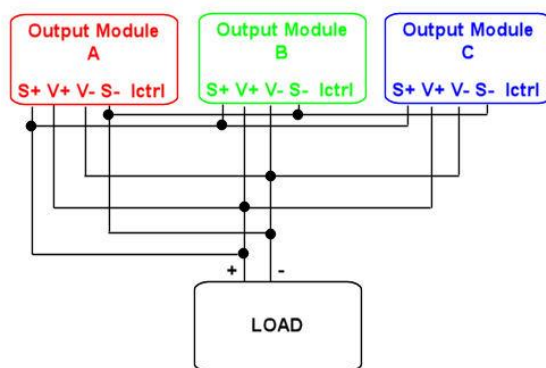 Output Module
A
S+ V+ V- S- Ictrl
Output Module
B
S+ V+ V- S- Ictrl
Output Module
C
S+ V+ V- S- Ictrl
+ -
LOAD